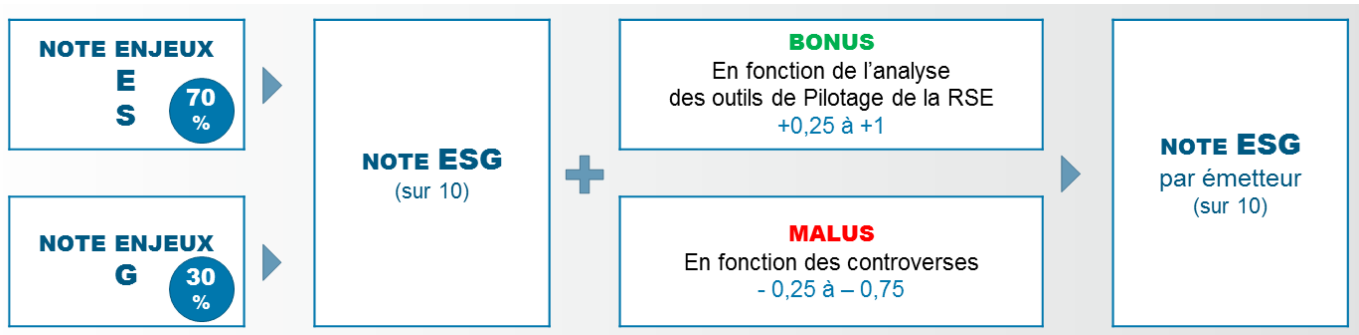 NOTE ENJEUX
E
S
70
%
NOTE ENJEUX
G
30
%
NOTE ESG
(sur 10)
BONUS
En fonction de l’analyse
des outils de Pilotage de la RSE
+0,25 à +1
MALUS
En fonction des controverses
- 0,25 à – 0,75
NOTE ESG
par émetteur
(sur 10)